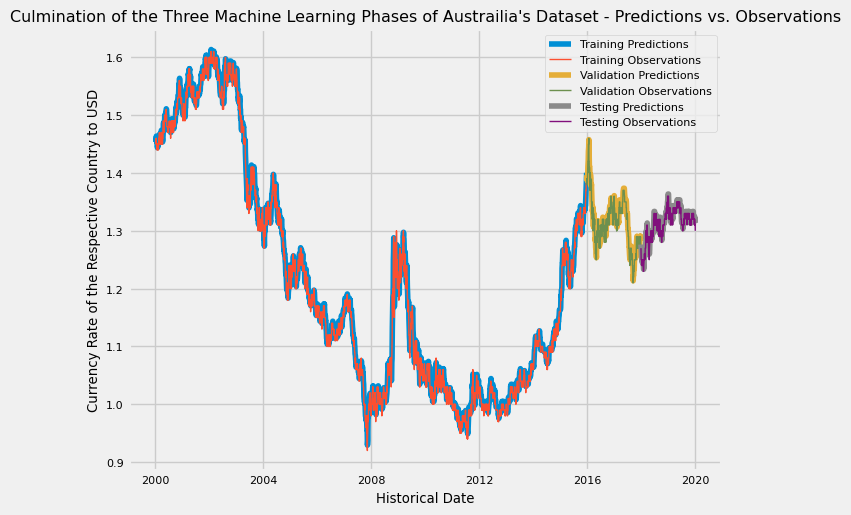 Culmination of the Three Machine Learning Phases of Austrailia's Dataset - Predictions vs. Observations
Training Predictions
Training Observations
Validation Predictions
Validation Observations
Testing Predictions
Testing Observations
Currency Rate of the Respective Country to USD
1.6
1.5
1.4
1.3
1.2
1.1
1.0
0.9
2000
2004
2008
2012
2016
2020
Historical Date